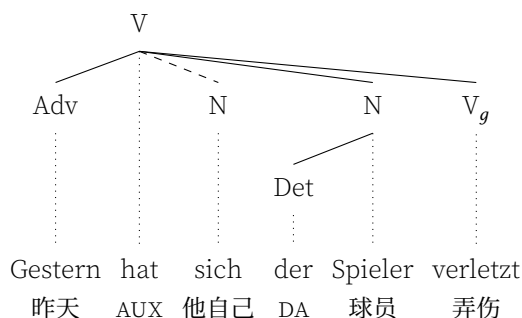 V
Adv N N V_g
Det
Gestern hat sich der Spieler verletzt
昨天 AUX 他自己 DA 球员 弄伤